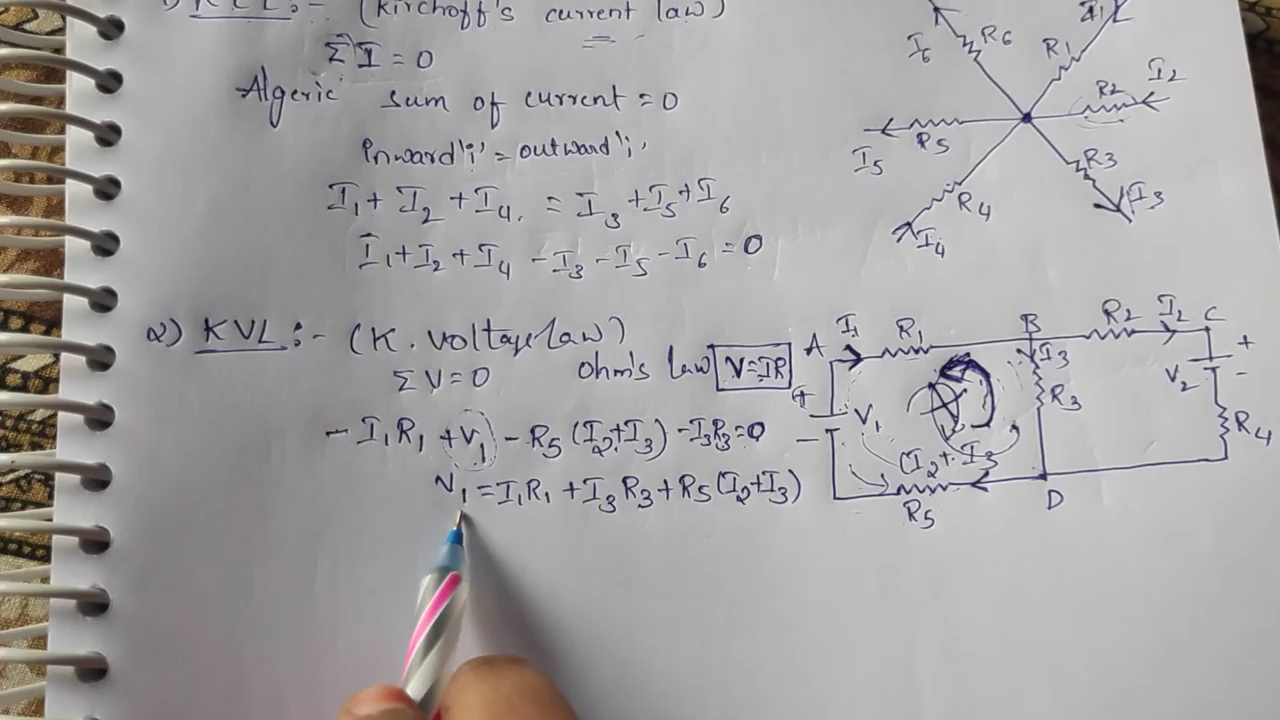 1) KCL :- (Kirchoff's current law)
ΣI = 0
Algeric sum of current = 0
Inward 'i' = outward 'i'
I₁ + I₂ + I₄ = I₃ + I₅ + I₆
I₁ + I₂ + I₄ - I₃ - I₅ - I₆ = 0
I₆ R₆ R₁ I₁
R₂ I₂
I₅ R₅ R₃ I₃
R₄ I₄
2) KVL :- (K. voltage law)
ΣV = 0 Ohm's law V = IR
- I₁R₁ + V₁ - R₅ (I₂ + I₃) - I₃R₃ = 0
V₁ = I₁R₁ + I₃R₃ + R₅ (I₂ + I₃)
A I₁ R₁ B R₂ I₂ C
I₃ R₃
+ V₁ -
V₂ + -
R₄
(I₂ + I₃
R₅ D